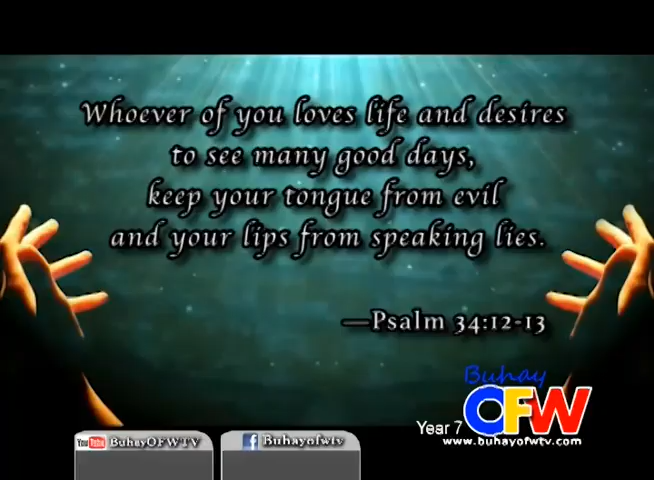 Whoever of you loves life and desires
to see many good days,
keep your tongue from evil
and your lips from speaking lies.
—Psalm 34:12-13
Buhay
OFW
Year 7
www.buhayofwtv.com
YouTube BuhayOFWTV
f Buhayofwtv